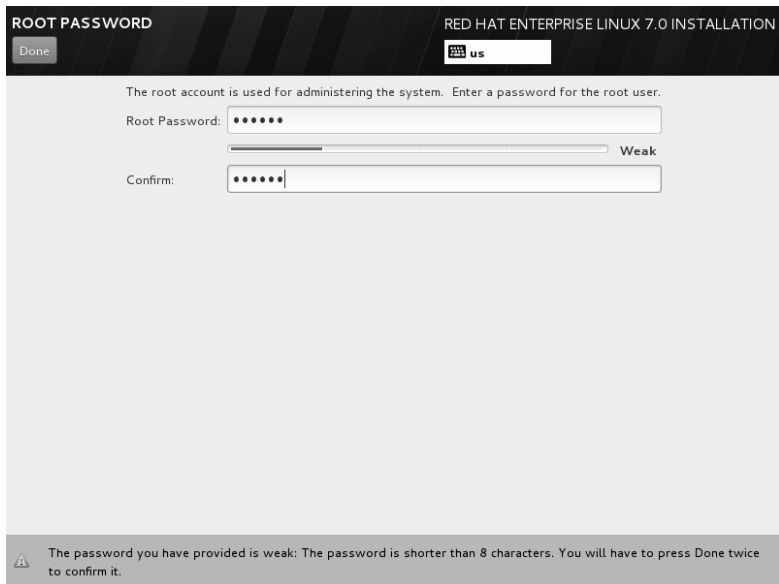 ROOT PASSWORD
RED HAT ENTERPRISE LINUX 7.0 INSTALLATION
Done
us
The root account is used for administering the system. Enter a password for the root user.
Root Password: ••••••
Weak
Confirm: ••••••
The password you have provided is weak: The password is shorter than 8 characters. You will have to press Done twice
to confirm it.